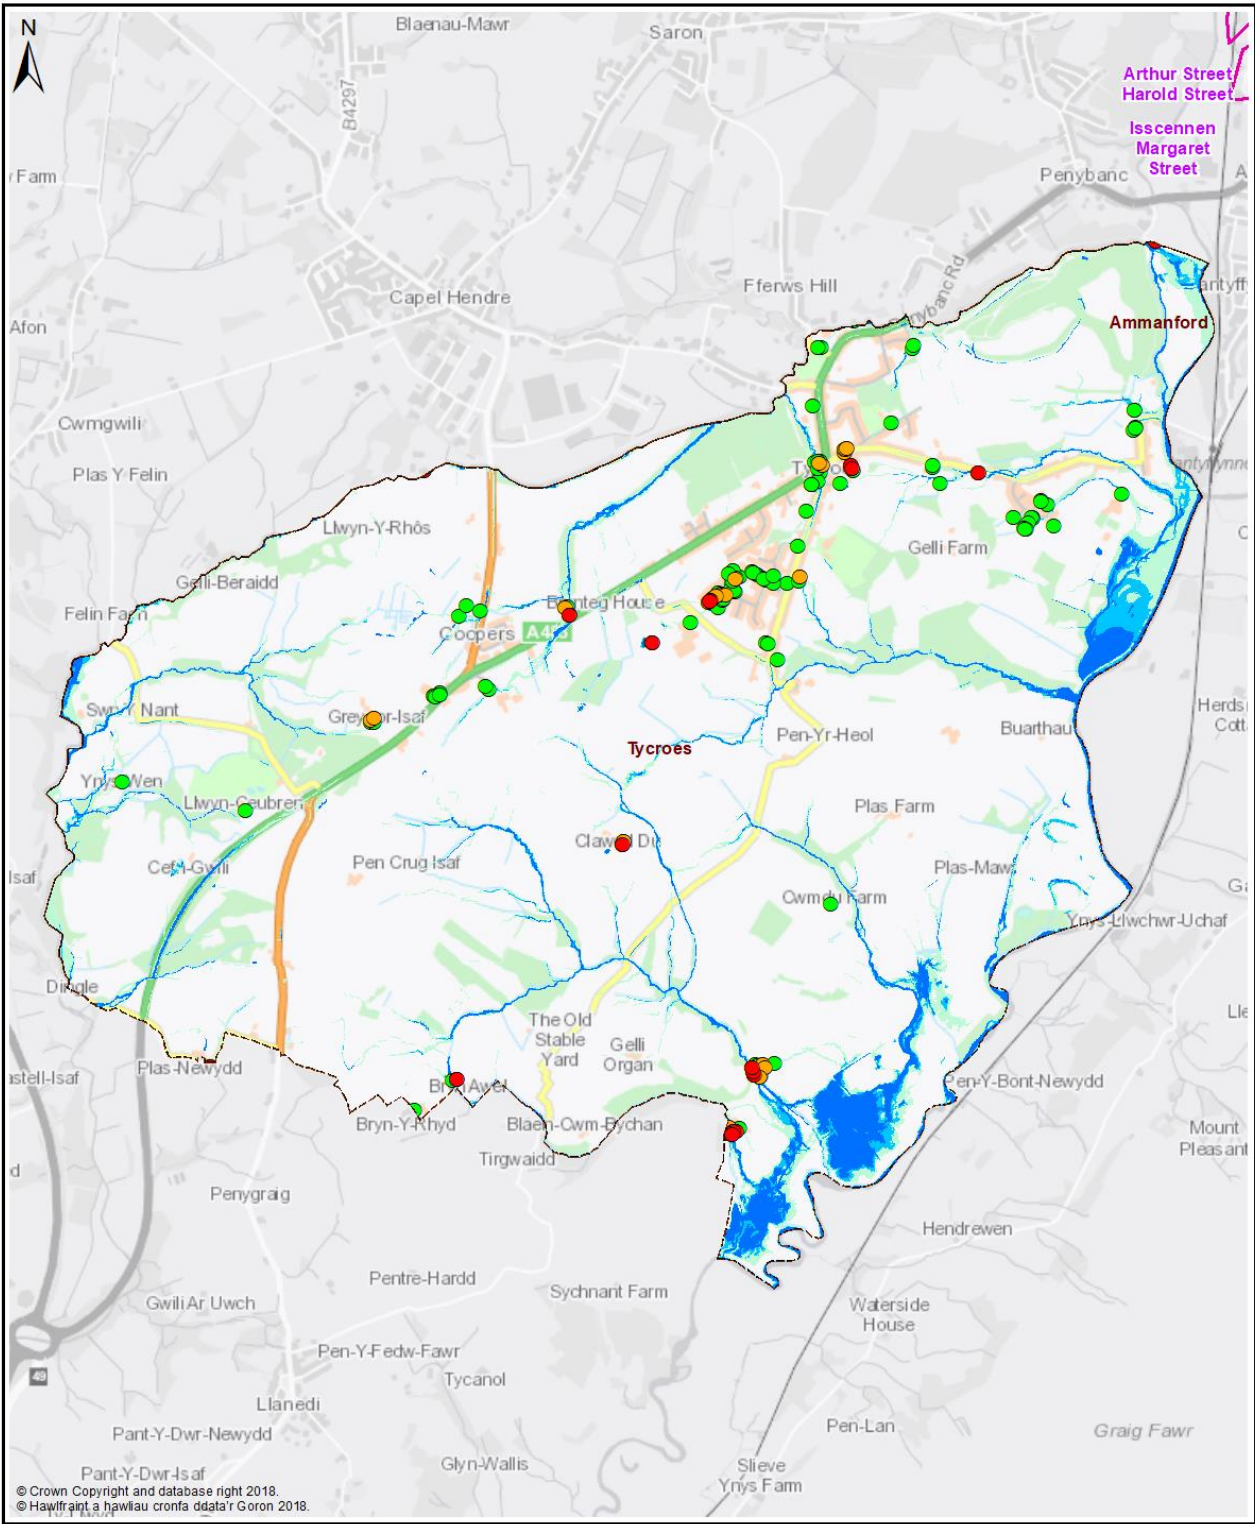 N
Blaenau-Mawr
Saron
B4297
Arthur Street
Harold Street
Isscennen
Margaret
Street
Farm
Penybanc
Capel Hendre
Fferws Hill
Penybanc Rd
Afon
Ammanford
Cwmgwili
Plas Y Felin
Llwyn-Y-Rhôs
Gelli Farm
Gelli-Beraidd
Felin Farm
Coopers
Swn Y Nant
Buarthau
Pen-Yr-Heol
Tycroes
Ynys Wen
Llwyn-Ceubren
Plas Farm
Cefn-Gwili
Pen Crug Isaf
Plas-Mawr
Isaf
Cwmdu Farm
Ynys-Llwchwr-Uchaf
Dingle
The Old
Stable
Yard
Gelli
Organ
Plas-Newydd
Pen-Y-Bont-Newydd
Bryn-Y-Rhyd
Blaen-Cwm-Bychan
Mount
Pleasant
Tirgwaidd
Penygraig
Hendrewen
Pentre-Hardd
Sychnant Farm
Gwili Ar Uwch
Waterside
House
Pen-Y-Fedw-Fawr
49
Tycanol
Llanedi
Pen-Lan
Graig Fawr
Pant-Y-Dwr-Newydd
Glyn-Wallis
Slieve
Ynys Farm
Pant-Y-Dwr-Isaf
© Crown Copyright and database right 2018.
© Hawlfraint a hawliau cronfa ddata'r Goron 2018.